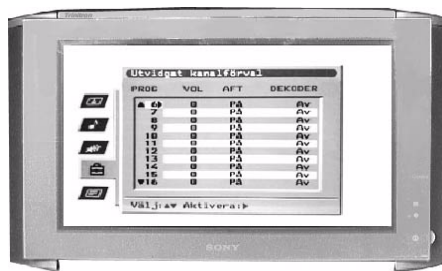 Trinitron
Utvidgat kanalförval
PROG VOL AFT DEKODER
▲ 6 0 PÅ Av
7 0 PÅ Av
8 0 PÅ Av
9 0 PÅ Av
10 0 PÅ Av
11 0 PÅ Av
12 0 PÅ Av
13 0 PÅ Av
14 0 PÅ Av
15 0 PÅ Av
▼16 0 PÅ Av
Välj:▲▼ Aktivera:▶
SONY